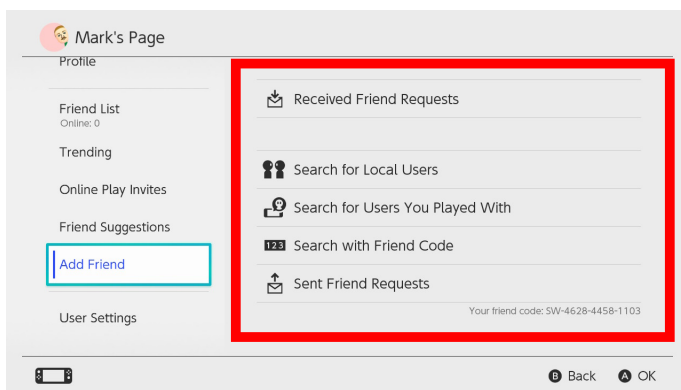 Mark's Page
Profile
Friend List
Online: 0
Trending
Online Play Invites
Friend Suggestions
Add Friend
User Settings
Received Friend Requests
Search for Local Users
Search for Users You Played With
123 Search with Friend Code
Sent Friend Requests
Your friend code: SW-4628-4458-1103
B Back A OK